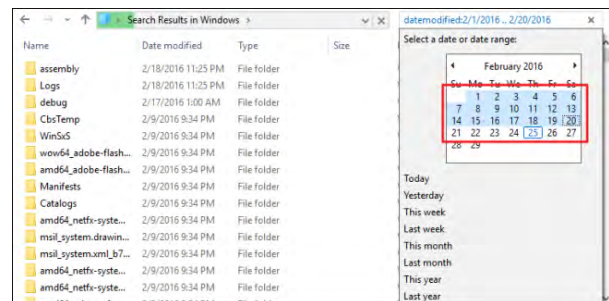 Search Results in Windows
datemodified:2/1/2016 .. 2/20/2016
Name Date modified Type Size
assembly 2/18/2016 11:25 PM File folder
Logs 2/18/2016 11:25 PM File folder
debug 2/17/2016 1:00 AM File folder
CbsTemp 2/9/2016 9:34 PM File folder
WinSxS 2/9/2016 9:34 PM File folder
wow64_adobe-flash... 2/9/2016 9:34 PM File folder
amd64_adobe-flash... 2/9/2016 9:34 PM File folder
Manifests 2/9/2016 9:34 PM File folder
Catalogs 2/9/2016 9:34 PM File folder
amd64_netfx-syste... 2/9/2016 9:34 PM File folder
msil_system.drawin... 2/9/2016 9:34 PM File folder
msil_system.xml_b7... 2/9/2016 9:34 PM File folder
amd64_netfx-syste... 2/9/2016 9:34 PM File folder
amd64_netfx-syste... 2/9/2016 9:34 PM File folder
Select a date or date range:
February 2016
Su Mo Tu We Th Fr Sa
1 2 3 4 5 6
7 8 9 10 11 12 13
14 15 16 17 18 19 20
21 22 23 24 25 26 27
28 29
Today
Yesterday
This week
Last week
This month
Last month
This year
Last year